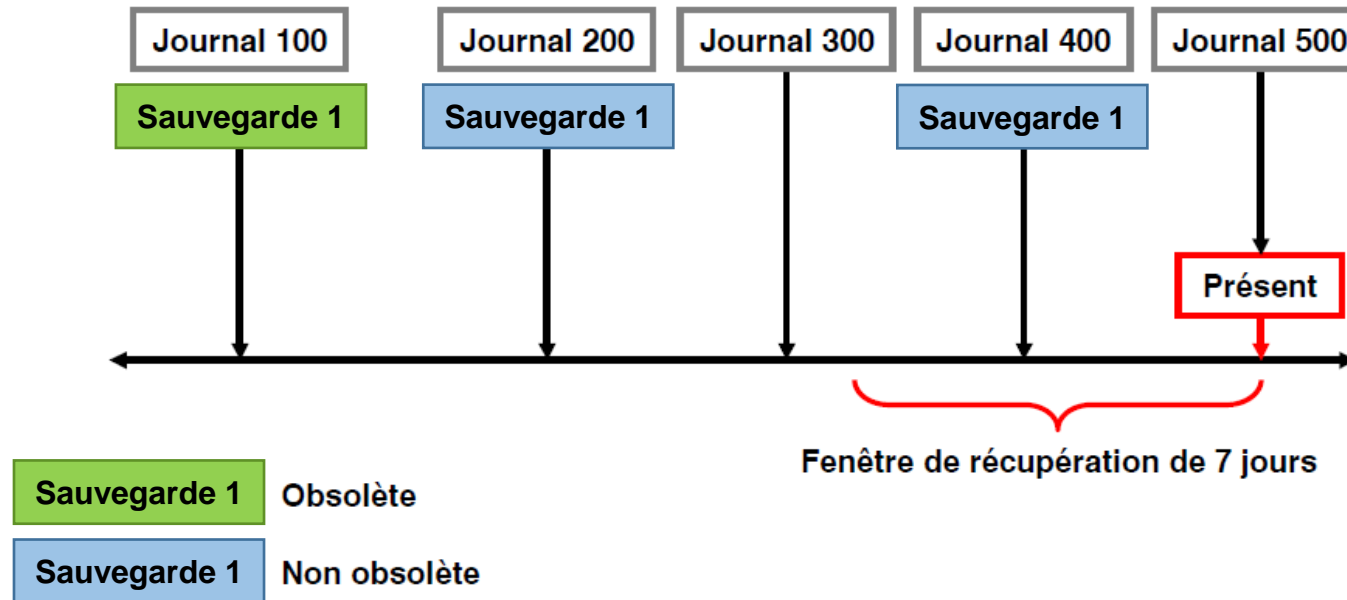 Journal 100
Journal 200
Journal 300
Journal 400
Journal 500
Sauvegarde 1
Sauvegarde 1
Sauvegarde 1
Présent
Fenêtre de récupération de 7 jours
Sauvegarde 1 Obsolète
Sauvegarde 1 Non obsolète